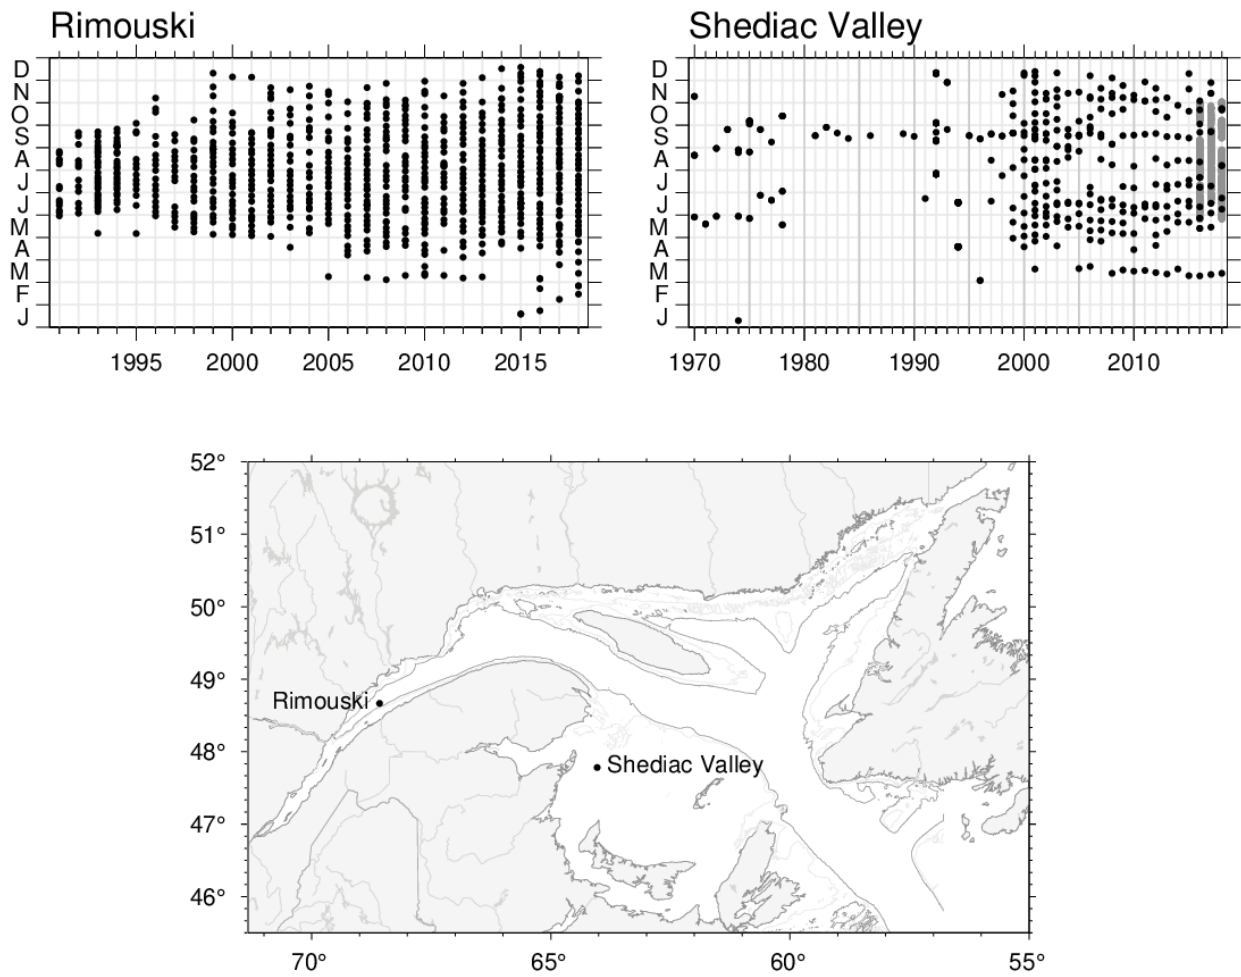 Rimouski
Shediac Valley
D
N
O
S
A
J
J
M
A
M
F
J
D
N
O
S
A
J
J
M
A
M
F
J
1995 2000 2005 2010 2015
1970 1980 1990 2000 2010
52°
51°
50°
49°
Rimouski
48°
Shediac Valley
47°
46°
70° 65° 60° 55°